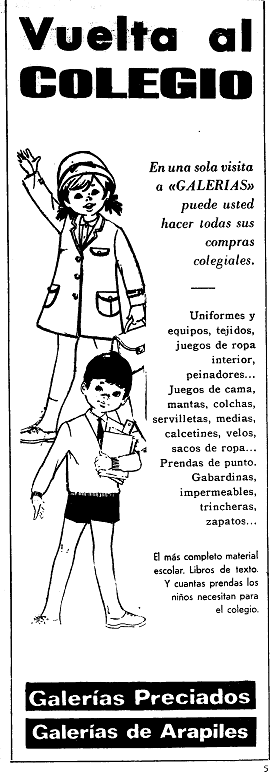 Vuelta al
COLEGIO
En una sola visita
a «GALERIAS»
puede usted
hacer todas sus
compras
colegiales.
Uniformes y
equipos, tejidos,
juegos de ropa
interior,
peinadores...
Juegos de cama,
mantas, colchas,
servilletas, medias,
calcetines, velos,
sacos de ropa...
Prendas de punto.
Gabardinas,
impermeables,
trincheras,
zapatos...
El más completo material
escolar. Libros de texto.
Y cuantas prendas los
niños necesitan para
el colegio.
Galerías Preciados
Galerías de Arapiles
5